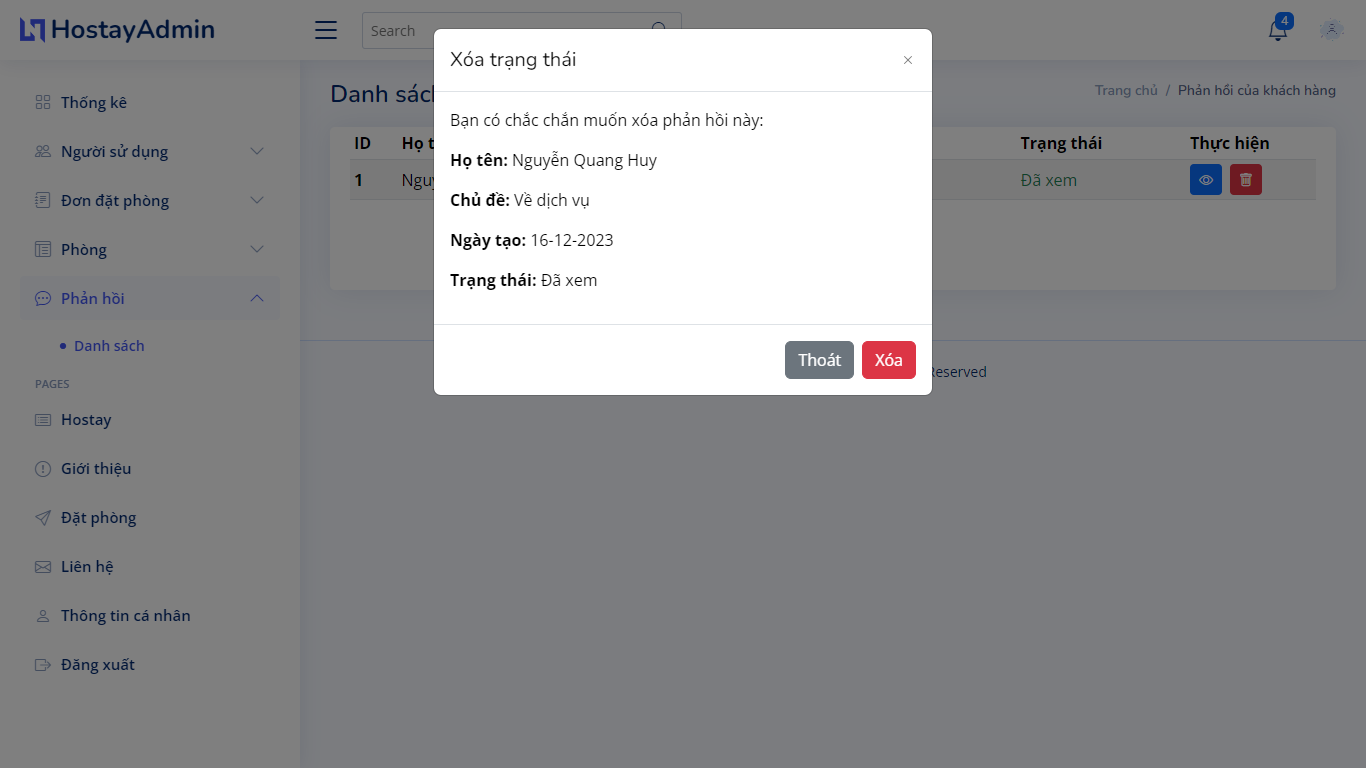 HostayAdmin
Search
4
Thống kê
Người sử dụng
Đơn đặt phòng
Phòng
Phản hồi
Danh sách
PAGES
Hostay
Giới thiệu
Đặt phòng
Liên hệ
Thông tin cá nhân
Đăng xuất
Trang chủ / Phản hồi của khách hàng
ID Trạng thái Thực hiện
1 Đã xem
Xóa trạng thái ×
Bạn có chắc chắn muốn xóa phản hồi này:
Họ tên: Nguyễn Quang Huy
Chủ đề: Về dịch vụ
Ngày tạo: 16-12-2023
Trạng thái: Đã xem
Thoát Xóa
Reserved